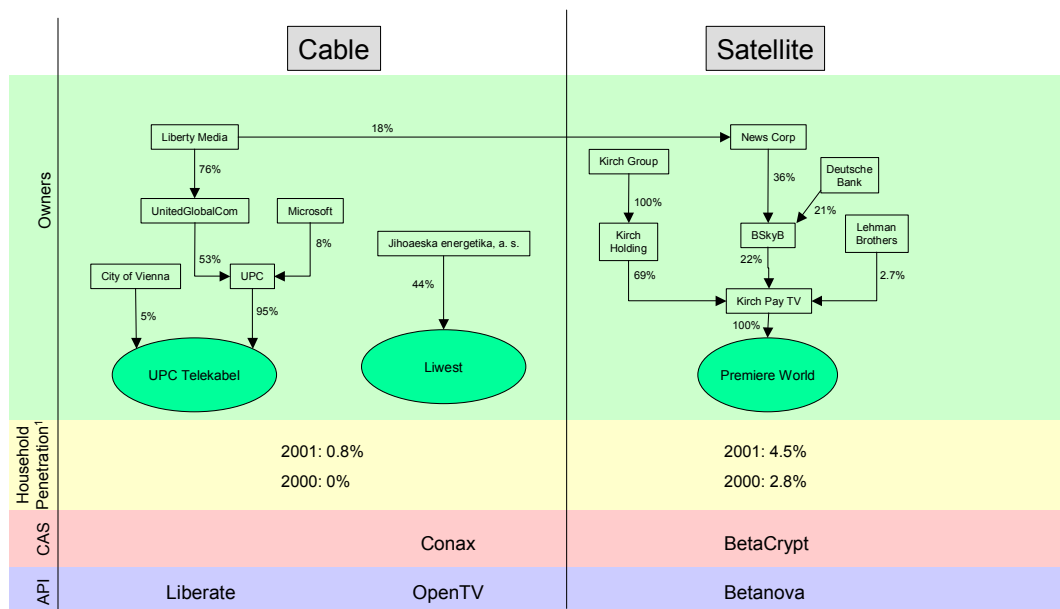 Cable
Satellite
Owners
Liberty Media
18%
News Corp
76%
Kirch Group
36%
Deutsche
Bank
100%
21%
UnitedGlobalCom
Microsoft
Kirch
Holding
BSkyB
Lehman
Brothers
8%
Jihoaeska energetika, a. s.
53%
City of Vienna
UPC
44%
69%
22%
2.7%
Kirch Pay TV
5%
95%
100%
UPC Telekabel
Liwest
Premiere World
Household
Penetration¹
2001: 0.8%
2001: 4.5%
2000: 0%
2000: 2.8%
CAS
Conax
BetaCrypt
API
Liberate
OpenTV
Betanova